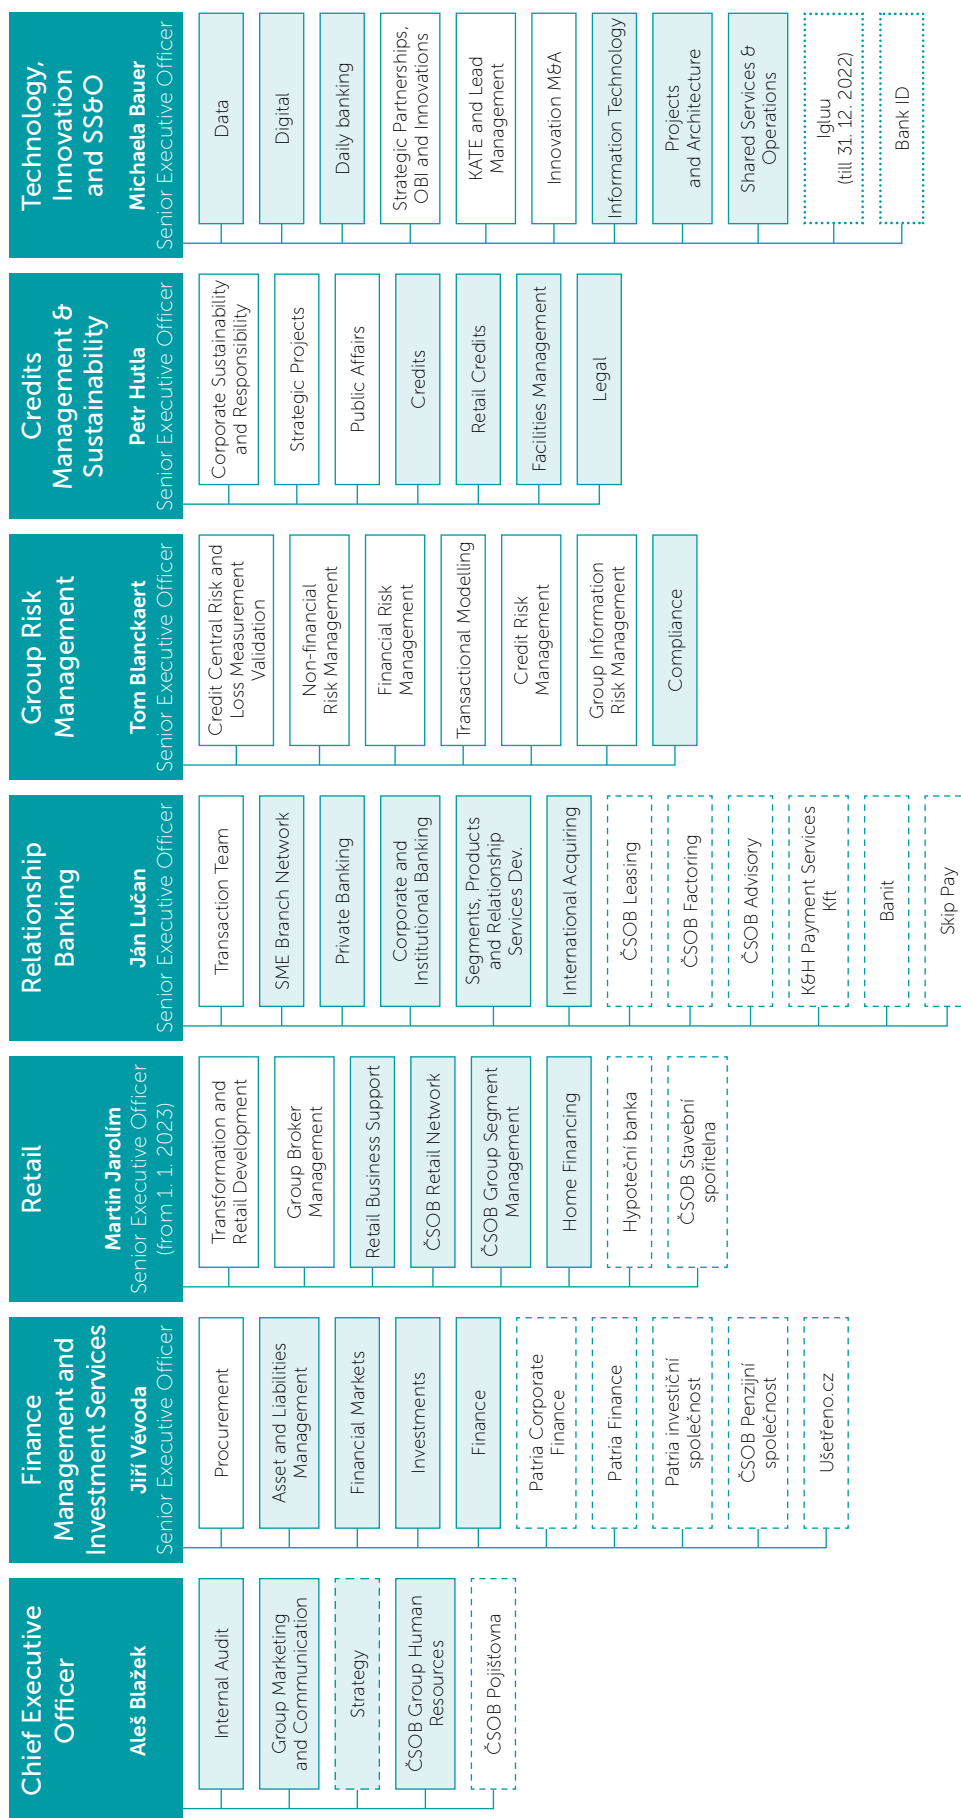 Chief Executive
Officer
Aleš Blažek
Internal Audit
Group Marketing
and Communication
Strategy
ČSOB Group Human
Resources
ČSOB Pojišťovna
Finance
Management and
Investment Services
Jiří Vévoda
Senior Executive Officer
Procurement
Asset and Liabilities
Management
Financial Markets
Investments
Finance
Patria Corporate
Finance
Patria Finance
Patria investiční
společnost
ČSOB Penzijní
společnost
Ušetřeno.cz
Retail
Martin Jarolím
Senior Executive Officer
(from 1. 1. 2023)
Transformation and
Retail Development
Group Broker
Management
Retail Business Support
ČSOB Retail Network
ČSOB Group Segment
Management
Home Financing
Hypoteční banka
ČSOB Stavební
spořitelna
Relationship
Banking
Ján Lučan
Senior Executive Officer
Transaction Team
SME Branch Network
Private Banking
Corporate and
Institutional Banking
Segments, Products
and Relationship
Services Dev.
International Acquiring
ČSOB Leasing
ČSOB Factoring
ČSOB Advisory
K&H Payment Services
Kft
Banit
Skip Pay
Group Risk
Management
Tom Blanckaert
Senior Executive Officer
Credit Central Risk and
Loss Measurement
Validation
Non-financial
Risk Management
Financial Risk
Management
Transactional Modelling
Credit Risk
Management
Group Information
Risk Management
Compliance
Credits
Management &
Sustainability
Petr Hutla
Senior Executive Officer
Corporate Sustainability
and Responsibility
Strategic Projects
Public Affairs
Credits
Retail Credits
Facilities Management
Legal
Technology,
Innovation
and SS&O
Michaela Bauer
Senior Executive Officer
Data
Digital
Daily banking
Strategic Partnerships,
OBI and Innovations
KATE and Lead
Management
Innovation M&A
Information Technology
Projects
and Architecture
Shared Services &
Operations
Igluu
(till 31. 12. 2022)
Bank ID